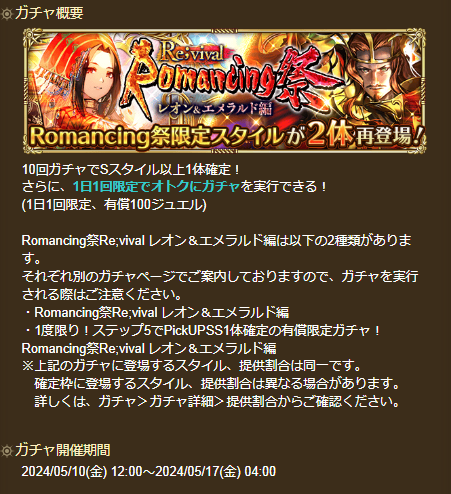 ガチャ概要
Re;vival
Romancing祭
レオン&エメラルド編
Romancing祭限定スタイルが2体再登場!
10回ガチャでSスタイル以上1体確定！
さらに、1日1回限定でオトクにガチャを実行できる！
(1日1回限定、有償100ジュエル)
Romancing祭Re;vival レオン＆エメラルド編は以下の2種類がありま
す。
それぞれ別のガチャページでご案内しておりますので、ガチャを実行
される際はご注意ください。
・Romancing祭Re;vival レオン＆エメラルド編
・1度限り！ステップ5でPickUPSS1体確定の有償限定ガチャ！
Romancing祭Re;vival レオン＆エメラルド編
※上記のガチャに登場するスタイル、提供割合は同一です。
確定枠に登場するスタイル、提供割合は異なる場合があります。
詳しくは、ガチャ＞ガチャ詳細＞提供割合からご確認ください。
ガチャ開催期間
2024/05/10(金) 12:00～2024/05/17(金) 04:00